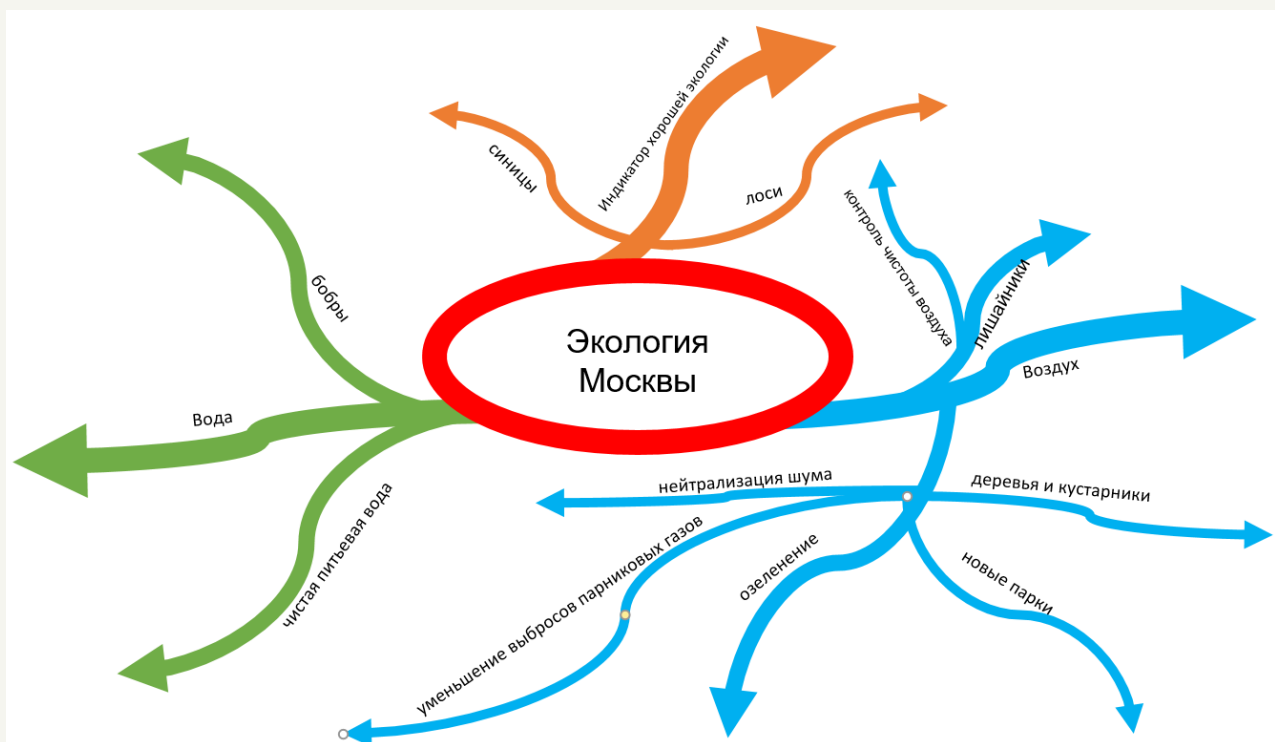 Индикатор хорошей экологии
синицы
лоси
контроль чистоты воздуха
лишайники
бобры
Экология
Москвы
Воздух
Вода
нейтрализация шума
деревья и кустарники
чистая питьевая вода
уменьшение выбросов парниковых газов
озеленение
новые парки